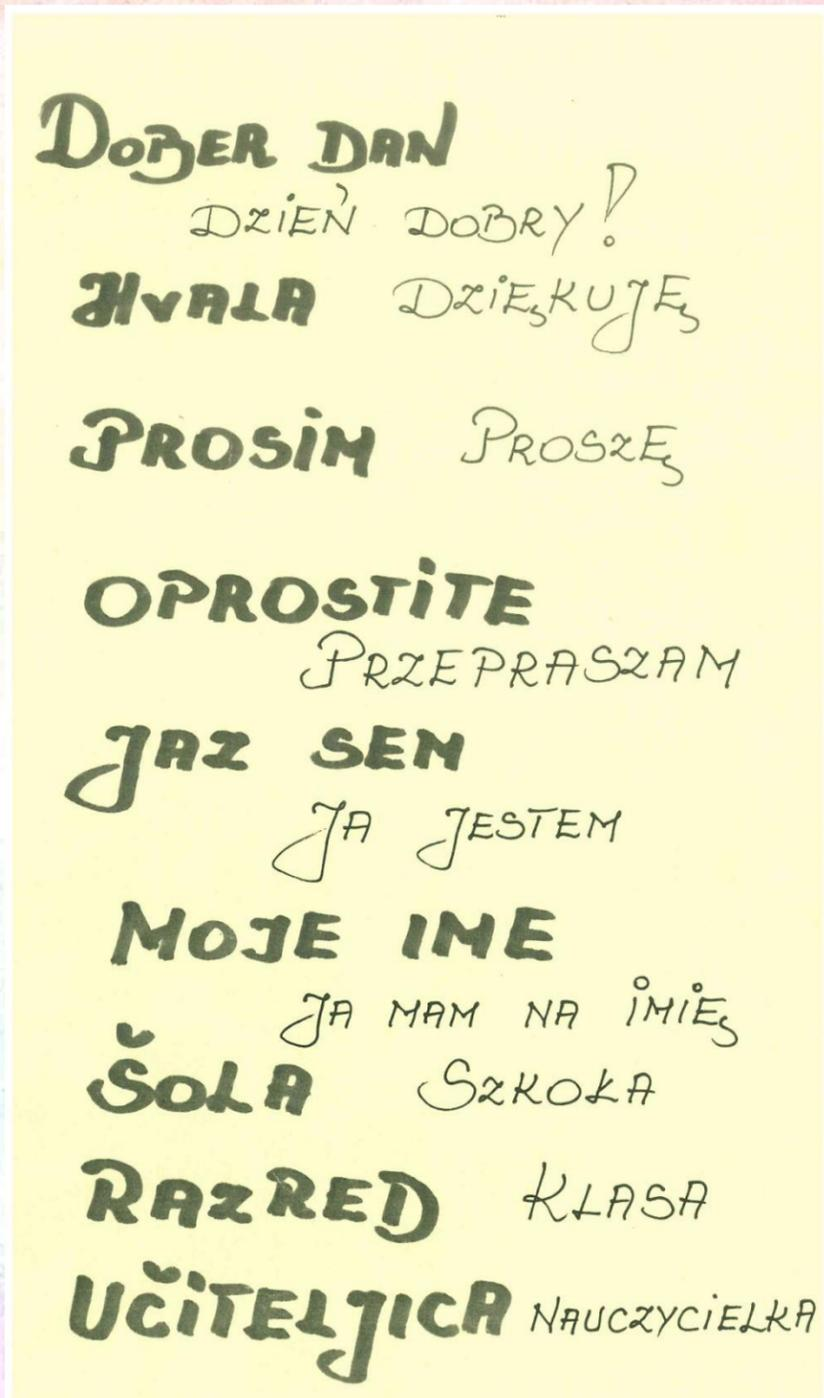 DOBER DAN
DZIEŃ DOBRY!
HVALA DZIĘKUJĘ
PROSIM PROSZĘ
OPROSTITE
PRZEPRASZAM
JAZ SEM
JA JESTEM
MOJE IME
JA MAM NA IMIĘ
ŠOLA SZKOŁA
RAZRED KLASA
UČITELJICA NAUCZYCIELKA